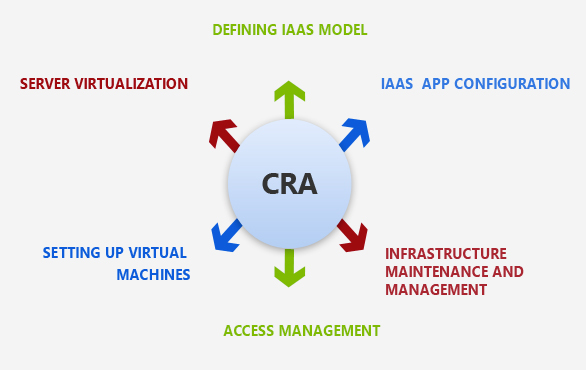 DEFINING IAAS MODEL
SERVER VIRTUALIZATION
IAAS APP CONFIGURATION
CRA
SETTING UP VIRTUAL
MACHINES
INFRASTRUCTURE
MAINTENANCE AND
MANAGEMENT
ACCESS MANAGEMENT